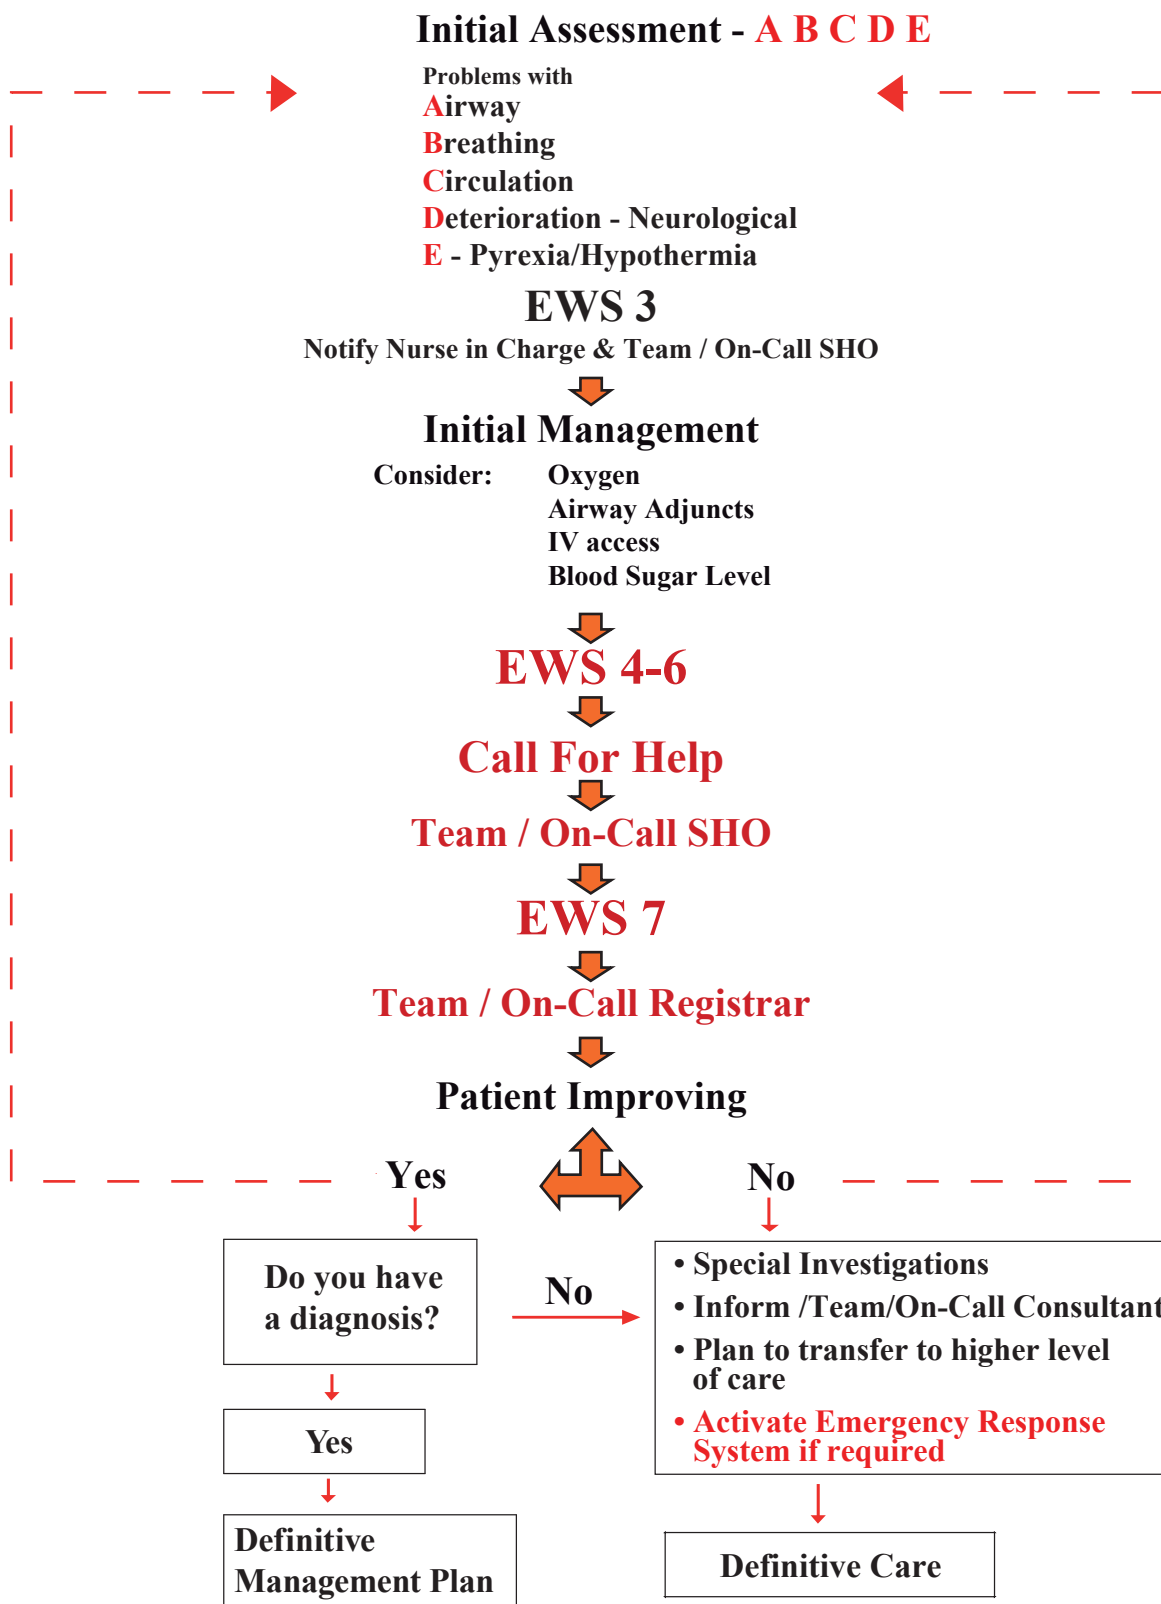 Initial Assessment - A B C D E
Problems with
Airway
Breathing
Circulation
Deterioration - Neurological
E - Pyrexia/Hypothermia
EWS 3
Notify Nurse in Charge & Team / On-Call SHO
Initial Management
Consider: Oxygen
Airway Adjuncts
IV access
Blood Sugar Level
EWS 4-6
Call For Help
Team / On-Call SHO
EWS 7
Team / On-Call Registrar
Patient Improving
Yes
No
Do you have
a diagnosis?
No
• Special Investigations
• Inform /Team/On-Call Consultant
• Plan to transfer to higher level
of care
• Activate Emergency Response
System if required
Yes
Definitive
Management Plan
Definitive Care